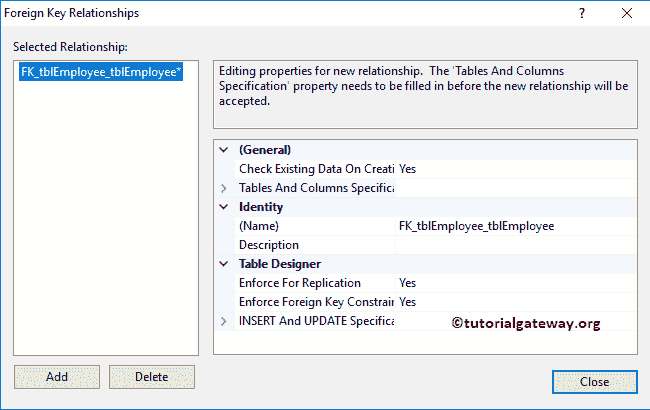 Foreign Key Relationships
?
Selected Relationship:
FK_tblEmployee_tblEmployee*
Editing properties for new relationship. The 'Tables And Columns
Specification' property needs to be filled in before the new relationship will be
accepted.
(General)
Check Existing Data On Creati Yes
Tables And Columns Specifica
Identity
(Name) FK_tblEmployee_tblEmployee
Description
Table Designer
Enforce For Replication Yes
Enforce Foreign Key Constrain Yes
INSERT And UPDATE Specifica
©tutorialgateway.org
Add Delete
Close